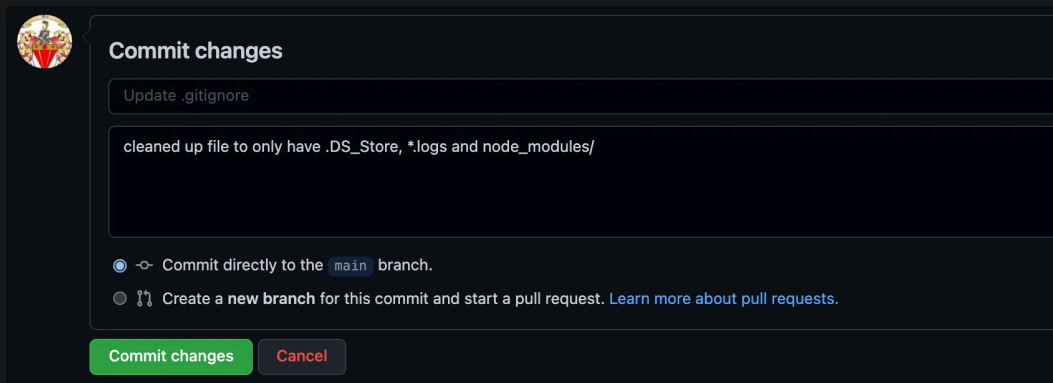 Commit changes
Update .gitignore
cleaned up file to only have .DS_Store, *.logs and node_modules/
Commit directly to the main branch.
Create a new branch for this commit and start a pull request. Learn more about pull requests.
Commit changes Cancel